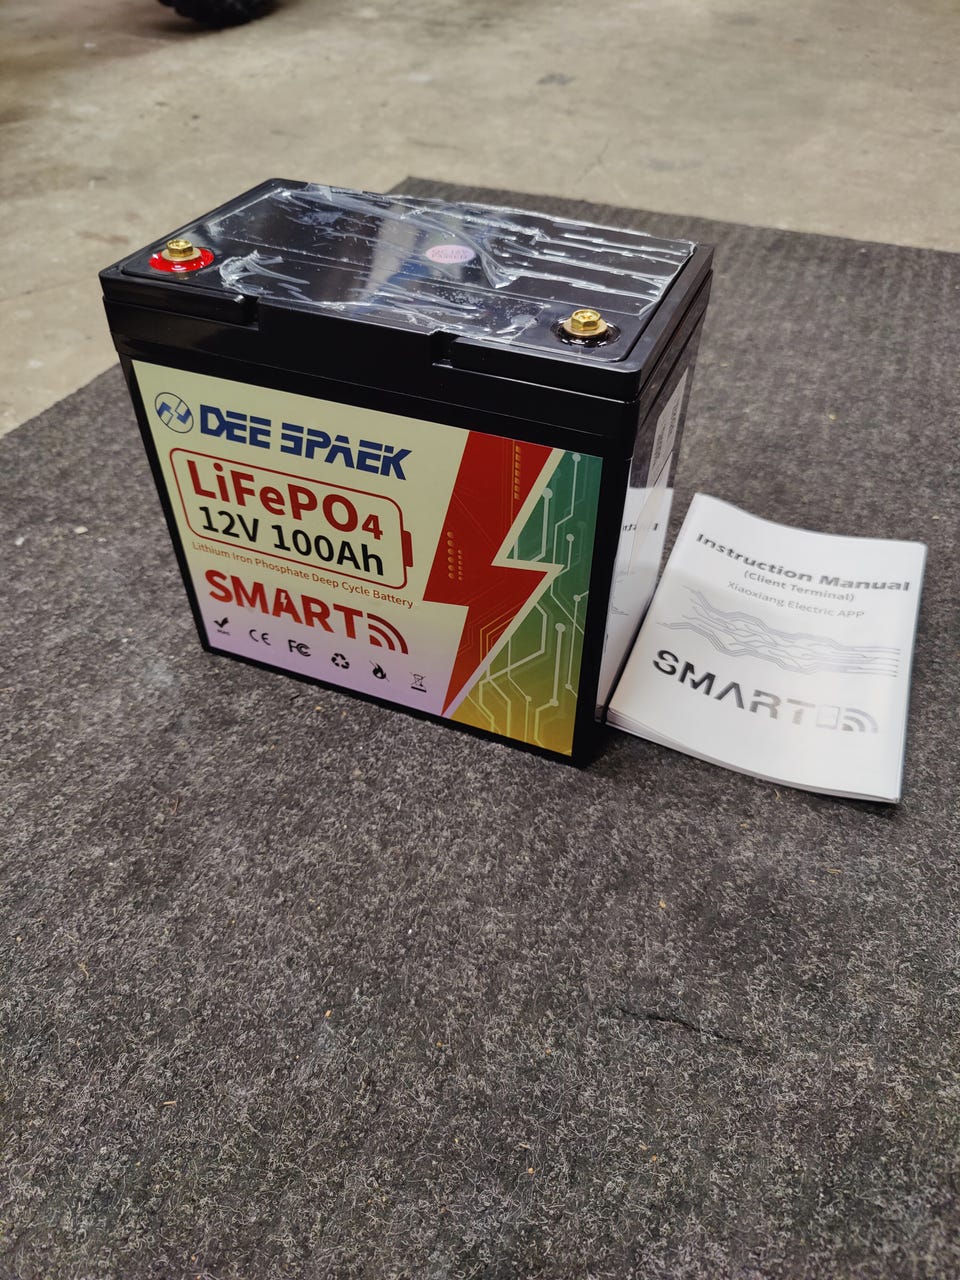 DEE SPAEK
LiFePO4
12V 100Ah
Lithium Iron Phosphate Deep Cycle Battery
SMART
CE FC
Instruction Manual
(Client Terminal)
Xiaoxiang Electric APP
SMART